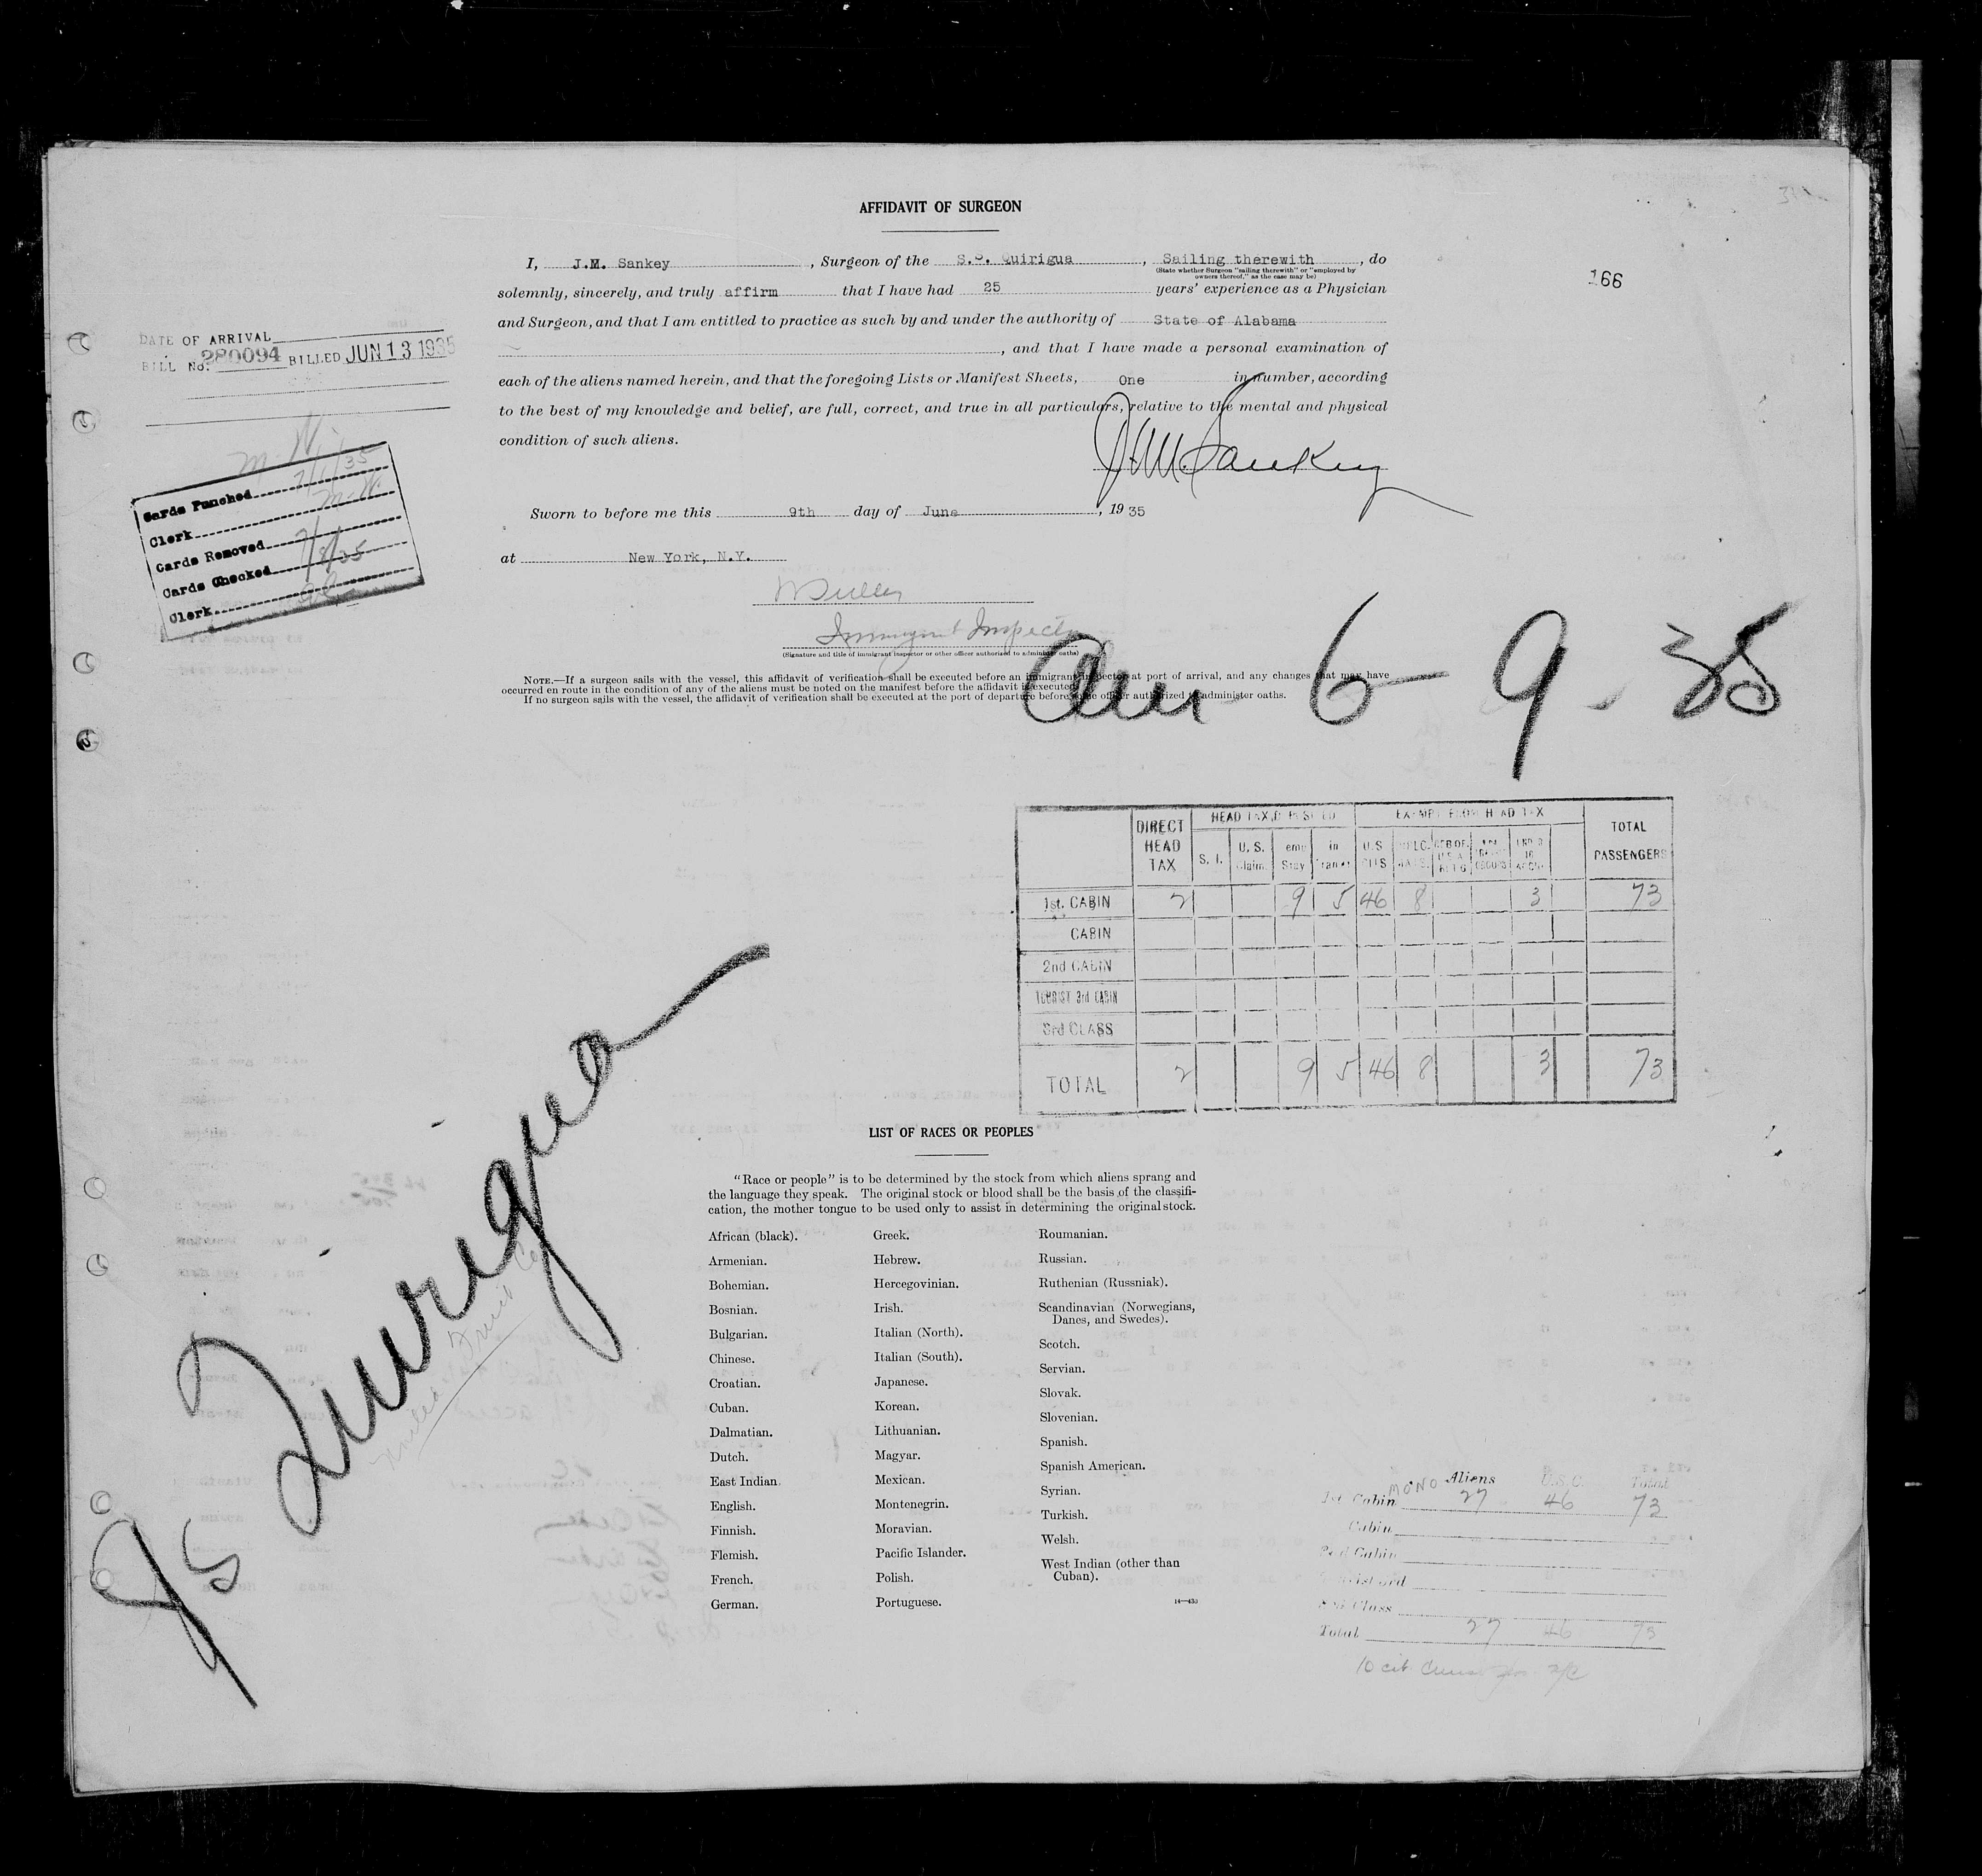 AFFIDAVIT OF SURGEON
I, J.M. Sankey, Surgeon of the S.S. Quirigua, Sailing therewith, do
(State whether Surgeon "sailing therewith" or "employed by
owners thereof," as the case may be)
solemnly, sincerely, and truly affirm that I have had 25 years' experience as a Physician
and Surgeon, and that I am entitled to practice as such by and under the authority of State of Alabama
, and that I have made a personal examination of
each of the aliens named herein, and that the foregoing Lists or Manifest Sheets, One in number, according
to the best of my knowledge and belief, are full, correct, and true in all particulars, relative to the mental and physical
condition of such aliens.
J.M. Sankey
Sworn to before me this 9th day of June, 1935
at New York, N.Y.
Immigrant Inspector
(Signature and title of immigrant inspector or other officer authorized to administer oaths)
NOTE.—If a surgeon sails with the vessel, this affidavit of verification shall be executed before an immigrant inspector at port of arrival, and any changes that may have
occurred en route in the condition of any of the aliens must be noted on the manifest before the affidavit is executed.
If no surgeon sails with the vessel, the affidavit of verification shall be executed at the port of departure before some officer authorized to administer oaths.
166
DATE OF ARRIVAL
BILL No. 280094 BILLED JUN 13 1935
Cards Punched 7/1/35
Clerk M.W.
Cards Removed
Cards Checked 7/8/35
Clerk
Arr 6-9-35
DIRECT HEAD TAX
S. I.
U. S. Claim
in
U.S
TOTAL PASSENGERS
1st. CABIN 2 9 5 46 8 3 73
CABIN
2nd CABIN
TOURIST 3rd CABIN
3rd CLASS
TOTAL 2 9 5 46 8 3 73
SS Quirigua
United Fruit Co
LIST OF RACES OR PEOPLES
"Race or people" is to be determined by the stock from which aliens sprang and
the language they speak. The original stock or blood shall be the basis of the classifi-
cation, the mother tongue to be used only to assist in determining the original stock.
African (black).
Armenian.
Bohemian.
Bosnian.
Bulgarian.
Chinese.
Croatian.
Cuban.
Dalmatian.
Dutch.
East Indian.
English.
Finnish.
Flemish.
French.
German.
Greek.
Hebrew.
Hercegovinian.
Irish.
Italian (North).
Italian (South).
Japanese.
Korean.
Lithuanian.
Magyar.
Mexican.
Montenegrin.
Moravian.
Pacific Islander.
Polish.
Portuguese.
Roumanian.
Russian.
Ruthenian (Russniak).
Scandinavian (Norwegians,
Danes, and Swedes).
Scotch.
Servian.
Slovak.
Slovenian.
Spanish.
Spanish American.
Syrian.
Turkish.
Welsh.
West Indian (other than
Cuban).
Aliens U.S.C. Total
1st Cabin MONO 27 46 73
Cabin
2nd Cabin
Class
Total 27 46 73
10 cit